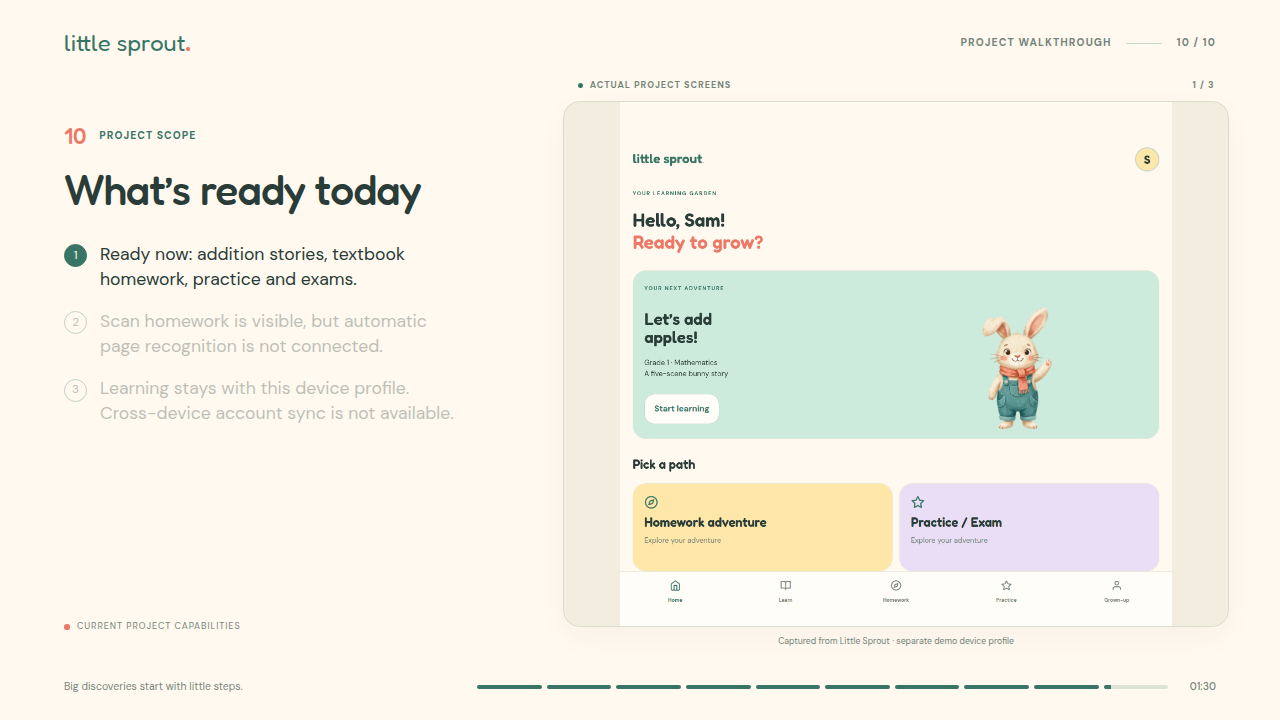 little sprout.
PROJECT WALKTHROUGH
10 / 10
ACTUAL PROJECT SCREENS
1 / 3
10
PROJECT SCOPE
What's ready today
1
Ready now: addition stories, textbook
homework, practice and exams.
2
Scan homework is visible, but automatic
page recognition is not connected.
3
Learning stays with this device profile.
Cross-device account sync is not available.
CURRENT PROJECT CAPABILITIES
little sprout
S
YOUR LEARNING GARDEN
Hello, Sam!
Ready to grow?
YOUR NEXT ADVENTURE
Let's add
apples!
Grade 1 · Mathematics
A five-scene bunny story
Start learning
Pick a path
Homework adventure
Explore your adventure
Practice / Exam
Explore your adventure
Home
Learn
Homework
Practice
Grown-up
Captured from Little Sprout · separate demo device profile
Big discoveries start with little steps.
01:30